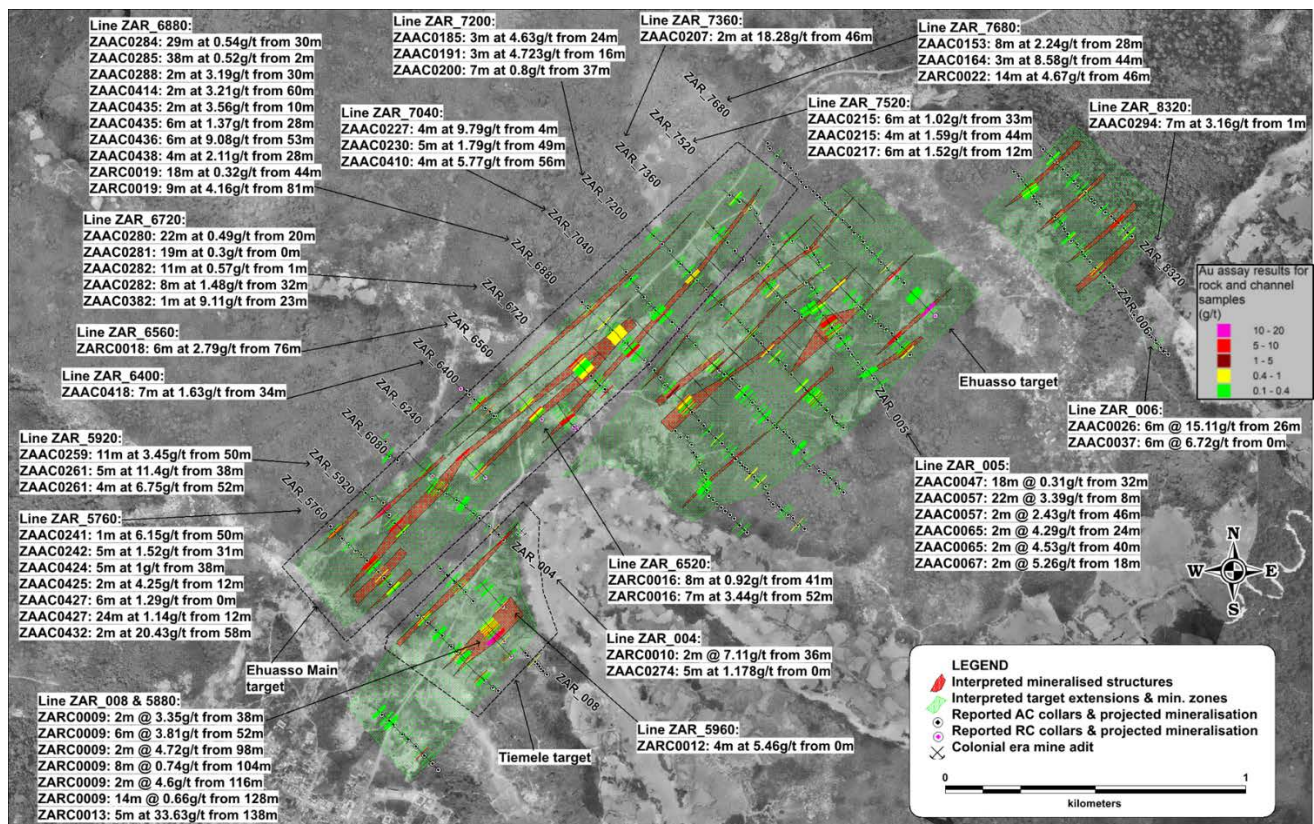 Line ZAR_6880:
ZAAC0284: 29m at 0.54g/t from 30m
ZAAC0285: 38m at 0.52g/t from 2m
ZAAC0288: 2m at 3.19g/t from 30m
ZAAC0414: 2m at 3.21g/t from 60m
ZAAC0435: 2m at 3.56g/t from 10m
ZAAC0435: 6m at 1.37g/t from 28m
ZAAC0436: 6m at 9.08g/t from 53m
ZAAC0438: 4m at 2.11g/t from 28m
ZARC0019: 18m at 0.32g/t from 44m
ZARC0019: 9m at 4.16g/t from 81m
Line ZAR_7200:
ZAAC0185: 3m at 4.63g/t from 24m
ZAAC0191: 3m at 4.723g/t from 16m
ZAAC0200: 7m at 0.8g/t from 37m
Line ZAR_7360:
ZAAC0207: 2m at 18.28g/t from 46m
Line ZAR_7680:
ZAAC0153: 8m at 2.24g/t from 28m
ZAAC0164: 3m at 8.58g/t from 44m
ZARC0022: 14m at 4.67g/t from 46m
Line ZAR_7040:
ZAAC0227: 4m at 9.79g/t from 4m
ZAAC0230: 5m at 1.79g/t from 49m
ZAAC0410: 4m at 5.77g/t from 56m
Line ZAR_7520:
ZAAC0215: 6m at 1.02g/t from 33m
ZAAC0215: 4m at 1.59g/t from 44m
ZAAC0217: 6m at 1.52g/t from 12m
Line ZAR_8320:
ZAAC0294: 7m at 3.16g/t from 1m
Line ZAR_6720:
ZAAC0280: 22m at 0.49g/t from 20m
ZAAC0281: 19m at 0.3g/t from 0m
ZAAC0282: 11m at 0.57g/t from 1m
ZAAC0282: 8m at 1.48g/t from 32m
ZAAC0382: 1m at 9.11g/t from 23m
Line ZAR_6560:
ZARC0018: 6m at 2.79g/t from 76m
Line ZAR_6400:
ZAAC0418: 7m at 1.63g/t from 34m
ZAR_7680
ZAR_7520
ZAR_7360
ZAR_7200
ZAR_7040
ZAR_6880
ZAR_6720
ZAR_6560
ZAR_6400
ZAR_6240
ZAR_6080
ZAR_5920
ZAR_5760
ZAR_8320
ZAR_006
ZAR_005
ZAR_004
ZAR_008
Au assay results for
rock and channel
samples
(g/t)
10 - 20
5 - 10
1 - 5
0.4 - 1
0.1 - 0.4
Ehuasso target
Line ZAR_006:
ZAAC0026: 6m @ 15.11g/t from 26m
ZAAC0037: 6m @ 6.72g/t from 0m
Line ZAR_5920:
ZAAC0259: 11m at 3.45g/t from 50m
ZAAC0261: 5m at 11.4g/t from 38m
ZAAC0261: 4m at 6.75g/t from 52m
Line ZAR_5760:
ZAAC0241: 1m at 6.15g/t from 50m
ZAAC0242: 5m at 1.52g/t from 31m
ZAAC0424: 5m at 1g/t from 38m
ZAAC0425: 2m at 4.25g/t from 12m
ZAAC0427: 6m at 1.29g/t from 0m
ZAAC0427: 24m at 1.14g/t from 12m
ZAAC0432: 2m at 20.43g/t from 58m
Line ZAR_005:
ZAAC0047: 18m @ 0.31g/t from 32m
ZAAC0057: 22m @ 3.39g/t from 8m
ZAAC0057: 2m @ 2.43g/t from 46m
ZAAC0065: 2m @ 4.29g/t from 24m
ZAAC0065: 2m @ 4.53g/t from 40m
ZAAC0067: 2m @ 5.26g/t from 18m
N
W E
S
Line ZAR_6520:
ZARC0016: 8m at 0.92g/t from 41m
ZARC0016: 7m at 3.44g/t from 52m
Line ZAR_004:
ZARC0010: 2m @ 7.11g/t from 36m
ZAAC0274: 5m at 1.178g/t from 0m
Ehuasso Main
target
Line ZAR_008 & 5880:
ZARC0009: 2m @ 3.35g/t from 38m
ZARC0009: 6m @ 3.81g/t from 52m
ZARC0009: 2m @ 4.72g/t from 98m
ZARC0009: 8m @ 0.74g/t from 104m
ZARC0009: 2m @ 4.6g/t from 116m
ZARC0009: 14m @ 0.66g/t from 128m
ZARC0013: 5m at 33.63g/t from 138m
Tiemele target
Line ZAR_5960:
ZARC0012: 4m at 5.46g/t from 0m
LEGEND
Interpreted mineralised structures
Interpreted target extensions & min. zones
Reported AC collars & projected mineralisation
Reported RC collars & projected mineralisation
Colonial era mine adit
0 1
kilometers